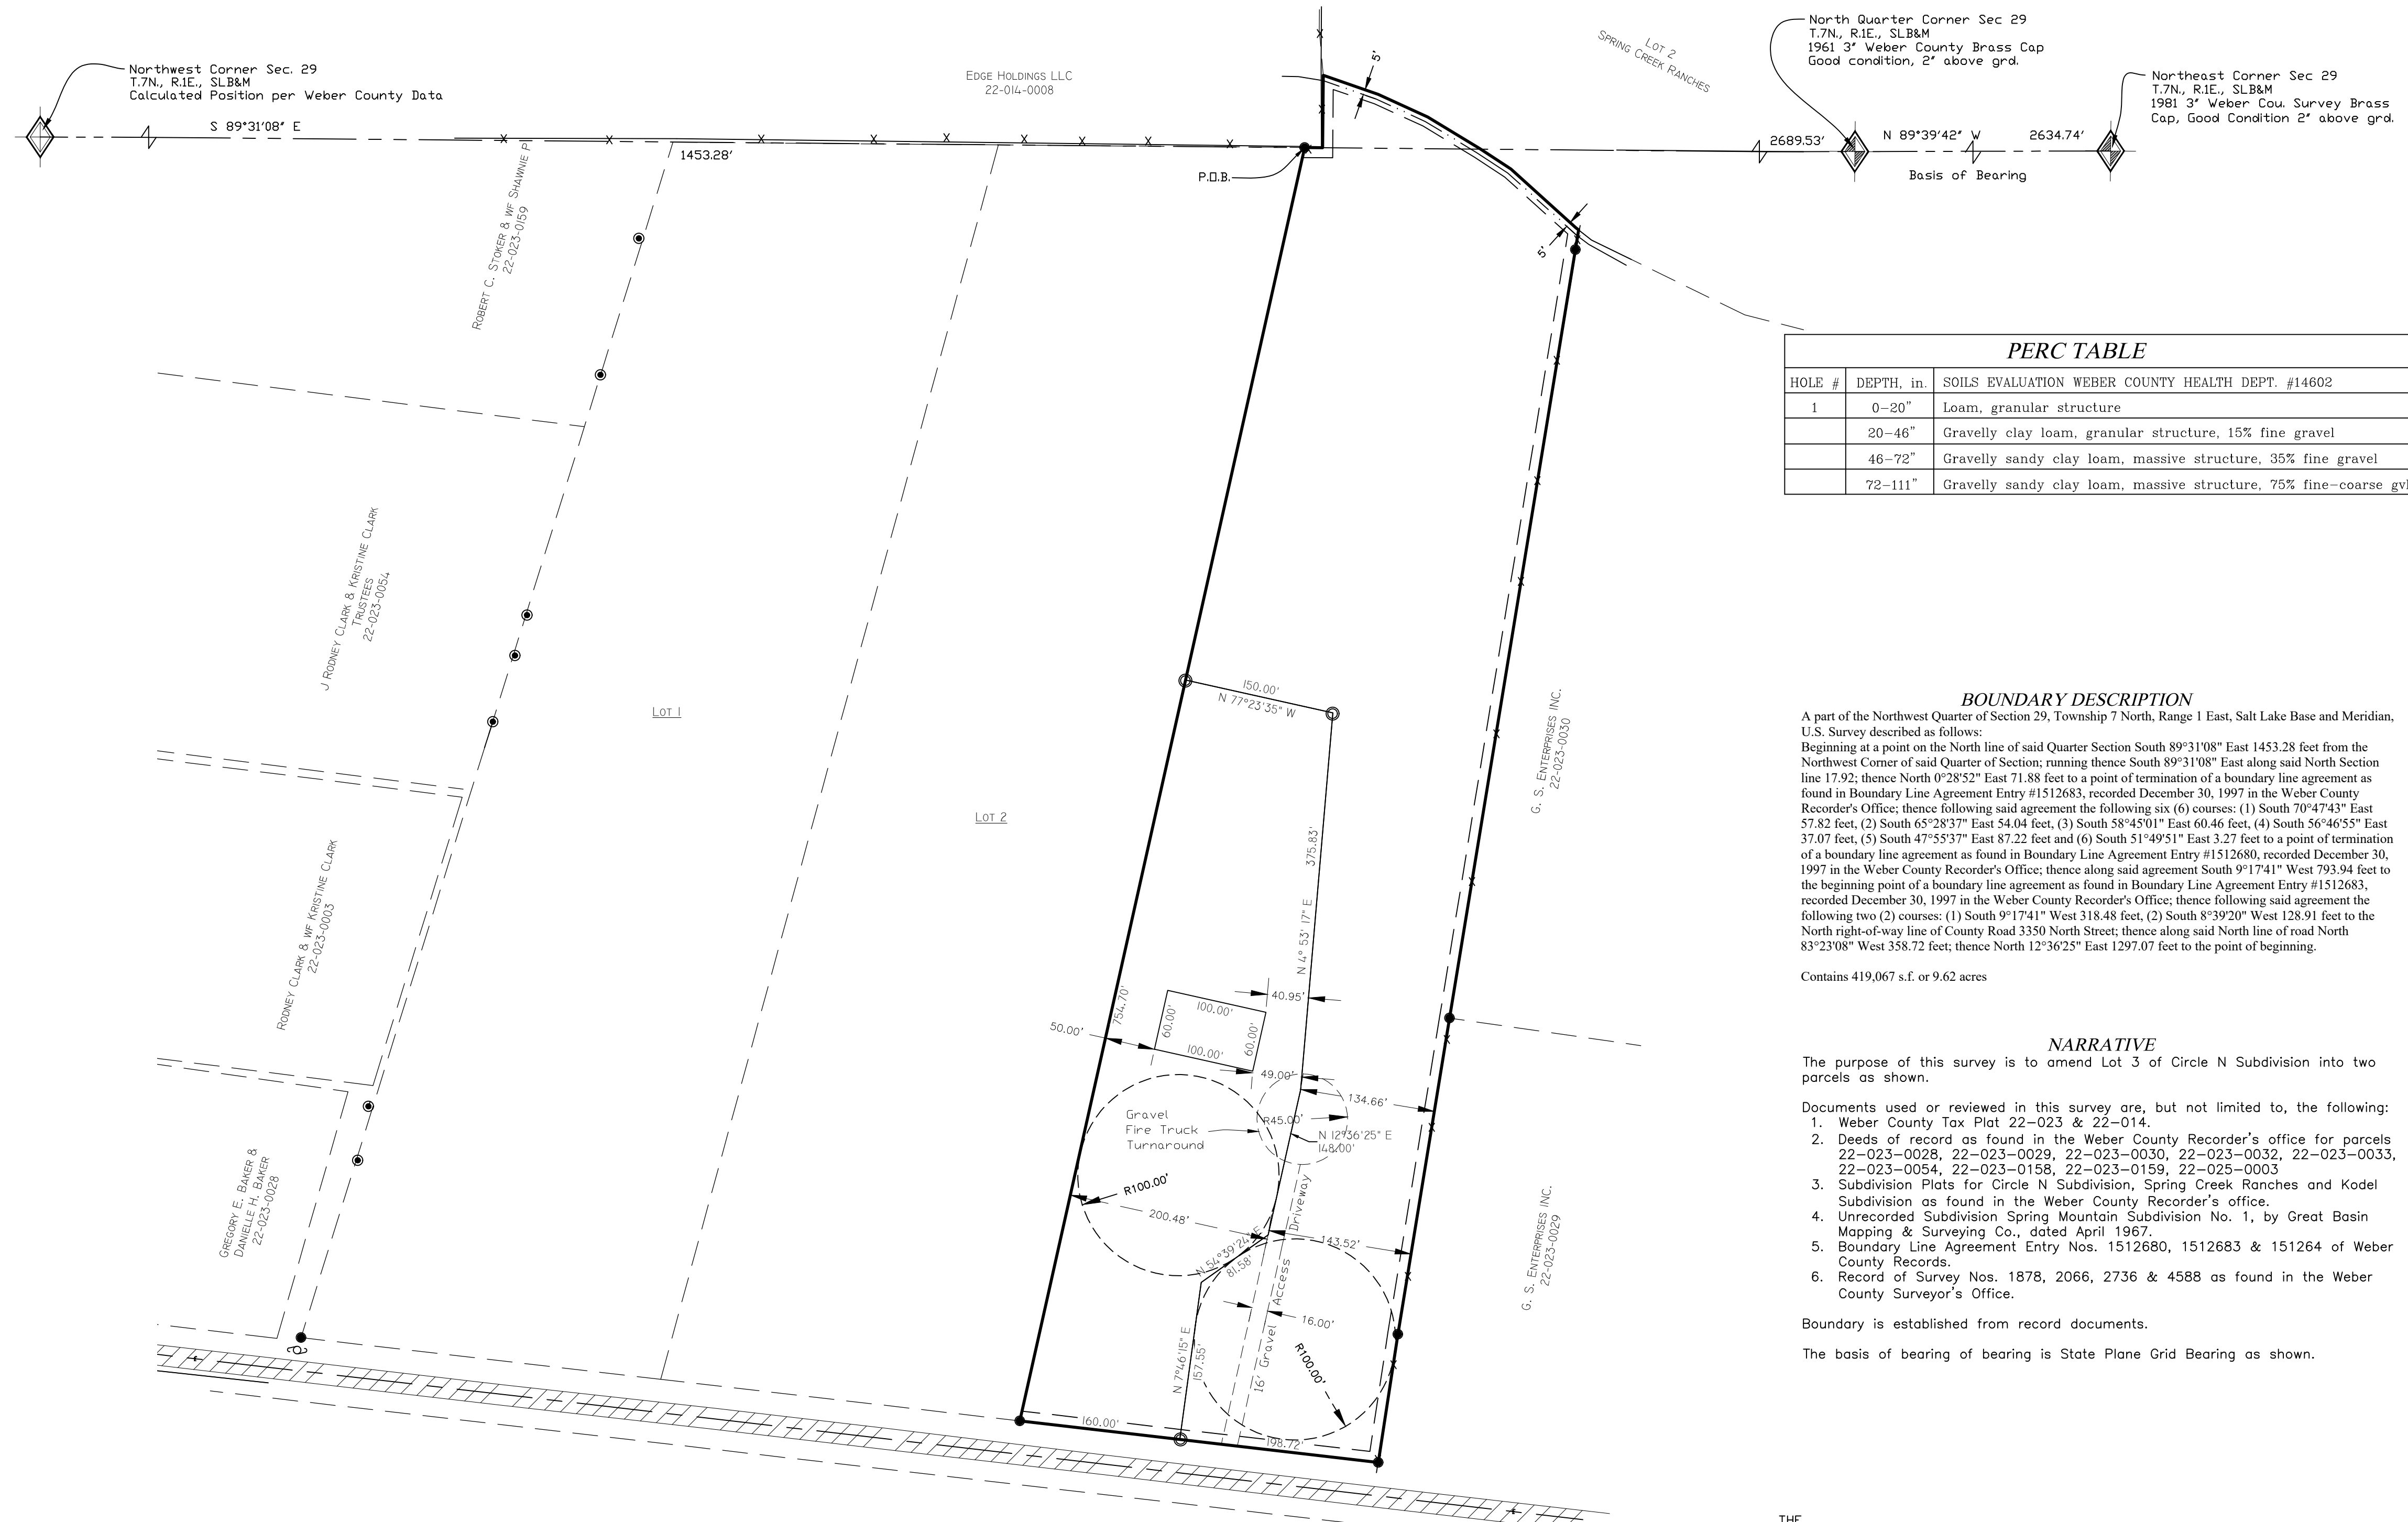 Northwest Corner Sec. 29
T.7N., R.1E., SLB&M
Calculated Position per Weber County Data
S 89°31'08" E
1453.28'
EDGE HOLDINGS LLC
22-014-0008
5'
LOT 2
SPRING CREEK RANCHES
North Quarter Corner Sec 29
T.7N., R.1E., SLB&M
1961 3" Weber County Brass Cap
Good condition, 2" above grd.
Northeast Corner Sec 29
T.7N., R.1E., SLB&M
1981 3" Weber Cou. Survey Brass
Cap, Good Condition 2" above grd.
2689.53'
N 89°39'42" W
2634.74'
Basis of Bearing
P.O.B.
5'
ROBERT C. STOKER & WF SHAWNIE P
22-023-0159
J RODNEY CLARK & KRISTINE CLARK
TRUSTEES
22-023-0054
RODNEY CLARK & WF KRISTINE CLARK
22-023-0003
GREGORY E. BAKER &
DANIELLE H. BAKER
22-023-0028
LOT 1
LOT 2
150.00'
N 77°23'35" W
375.83'
N 4° 53' 17" E
G. S. ENTERPRISES INC.
22-023-0030
G. S. ENTERPRISES INC.
22-023-0029
754.70'
50.00'
60.00'
100.00'
100.00'
60.00'
40.95'
49.00'
134.66'
R45.00'
N 12°36'25" E
148.00'
Gravel
Fire Truck
Turnaround
R100.00'
200.48'
143.52'
N 54°39'24" E
81.58'
16' Gravel Access Driveway
16.00'
R100.00'
N 7°46'15" E
157.55'
160.00'
198.72'
PERC TABLE
HOLE # DEPTH, in. SOILS EVALUATION WEBER COUNTY HEALTH DEPT. #14602
1 0-20" Loam, granular structure
20-46" Gravelly clay loam, granular structure, 15% fine gravel
46-72" Gravelly sandy clay loam, massive structure, 35% fine gravel
72-111" Gravelly sandy clay loam, massive structure, 75% fine-coarse
BOUNDARY DESCRIPTION
A part of the Northwest Quarter of Section 29, Township 7 North, Range 1 East, Salt Lake Base and Meridian,
U.S. Survey described as follows:
Beginning at a point on the North line of said Quarter Section South 89°31'08" East 1453.28 feet from the
Northwest Corner of said Quarter of Section; running thence South 89°31'08" East along said North Section
line 17.92; thence North 0°28'52" East 71.88 feet to a point of termination of a boundary line agreement as
found in Boundary Line Agreement Entry #1512683, recorded December 30, 1997 in the Weber County
Recorder's Office; thence following said agreement the following six (6) courses: (1) South 70°47'43" East
57.82 feet, (2) South 65°28'37" East 54.04 feet, (3) South 58°45'01" East 60.46 feet, (4) South 56°46'55" East
37.07 feet, (5) South 47°55'37" East 87.22 feet and (6) South 51°49'51" East 3.27 feet to a point of termination
of a boundary line agreement as found in Boundary Line Agreement Entry #1512680, recorded December 30,
1997 in the Weber County Recorder's Office; thence along said agreement South 9°17'41" West 793.94 feet to
the beginning point of a boundary line agreement as found in Boundary Line Agreement Entry #1512683,
recorded December 30, 1997 in the Weber County Recorder's Office; thence following said agreement the
following two (2) courses: (1) South 9°17'41" West 318.48 feet, (2) South 8°39'20" West 128.91 feet to the
North right-of-way line of County Road 3350 North Street; thence along said North line of road North
83°23'08" West 358.72 feet; thence North 12°36'25" East 1297.07 feet to the point of beginning.
Contains 419,067 s.f. or 9.62 acres
NARRATIVE
The purpose of this survey is to amend Lot 3 of Circle N Subdivision into two
parcels as shown.
Documents used or reviewed in this survey are, but not limited to, the following:
1. Weber County Tax Plat 22-023 & 22-014.
2. Deeds of record as found in the Weber County Recorder's office for parcels
22-023-0028, 22-023-0029, 22-023-0030, 22-023-0032, 22-023-0033,
22-023-0054, 22-023-0158, 22-023-0159, 22-025-0003
3. Subdivision Plats for Circle N Subdivision, Spring Creek Ranches and Kodel
Subdivision as found in the Weber County Recorder's office.
4. Unrecorded Subdivision Spring Mountain Subdivision No. 1, by Great Basin
Mapping & Surveying Co., dated April 1967.
5. Boundary Line Agreement Entry Nos. 1512680, 1512683 & 151264 of Weber
County Records.
6. Record of Survey Nos. 1878, 2066, 2736 & 4588 as found in the Weber
County Surveyor's Office.
Boundary is established from record documents.
The basis of bearing of bearing is State Plane Grid Bearing as shown.
THE